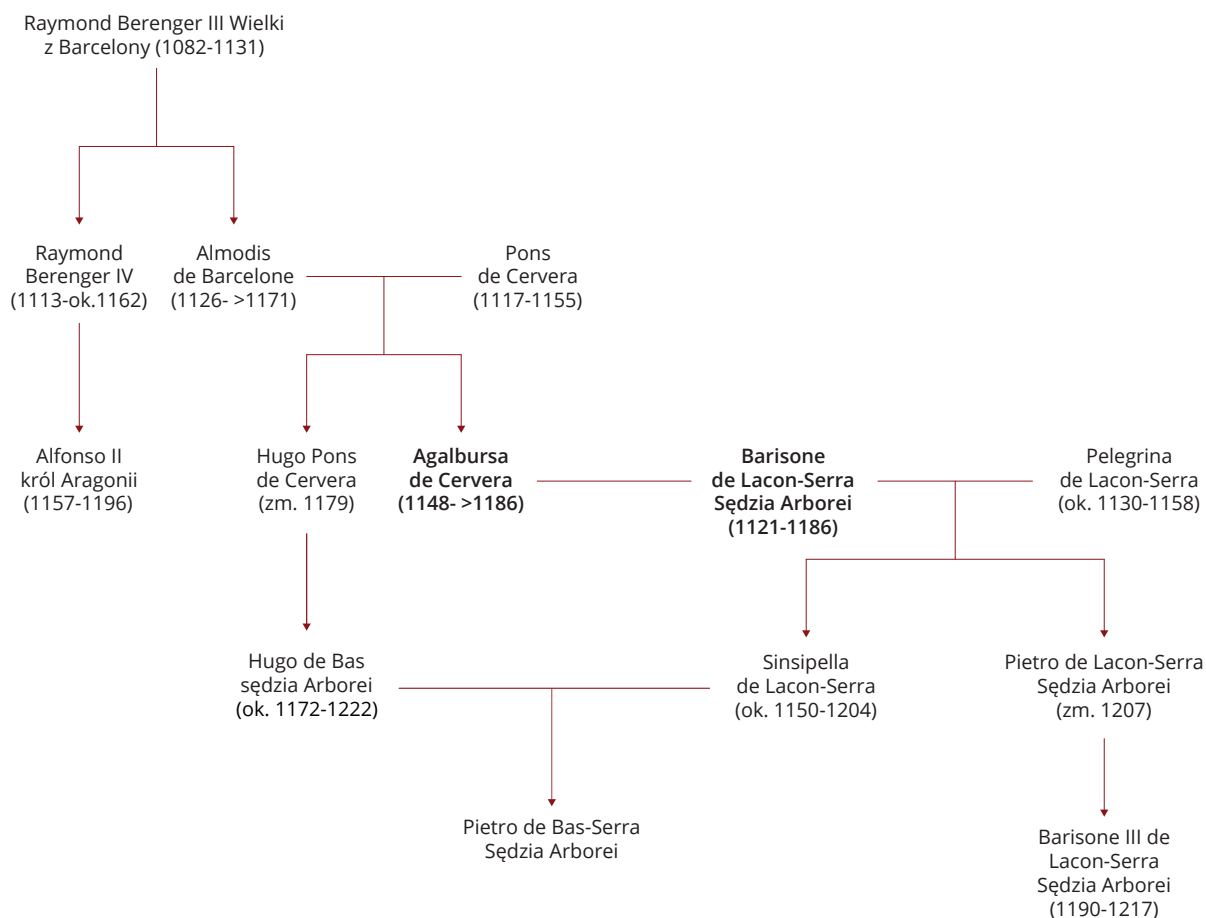 Raymond Berenger III Wielki
z Barcelony (1082-1131)
Raymond
Berenger IV
(1113-ok.1162)
Almodis
de Barcelone
(1126- >1171)
Pons
de Cervera
(1117-1155)
Alfonso II
król Aragonii
(1157-1196)
Hugo Pons
de Cervera
(zm. 1179)
Agalbursa
de Cervera
(1148- >1186)
Barisone
de Lacon-Serra
Sędzia Arborei
(1121-1186)
Pelegrina
de Lacon-Serra
(ok. 1130-1158)
Hugo de Bas
sędzia Arborei
(ok. 1172-1222)
Sinsipella
de Lacon-Serra
(ok. 1150-1204)
Pietro de Lacon-Serra
Sędzia Arborei
(zm. 1207)
Pietro de Bas-Serra
Sędzia Arborei
Barisone III de
Lacon-Serra
Sędzia Arborei
(1190-1217)